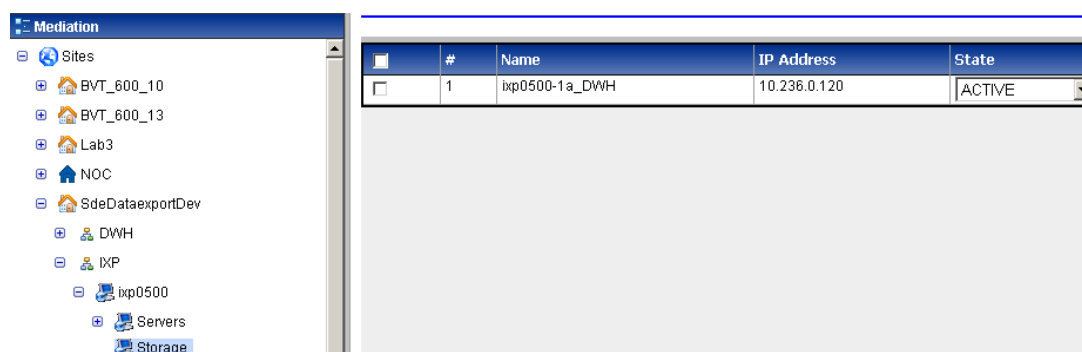 Mediation
Sites
BVT_600_10
BVT_600_13
Lab3
NOC
SdeDataexportDev
DWH
IXP
ixp0500
Servers
Storage
# Name IP Address State
1 ixp0500-1a_DWH 10.236.0.120 ACTIVE